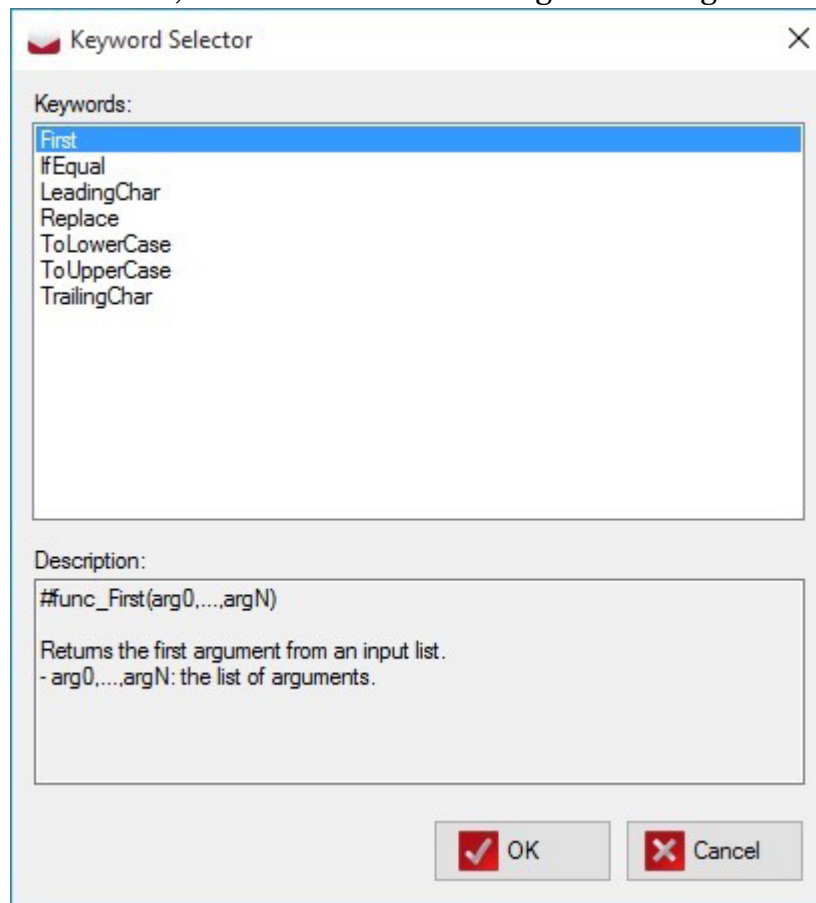 Keyword Selector
Keywords:
First
IfEqual
LeadingChar
Replace
ToLowerCase
ToUpperCase
TrailingChar
Description:
#func_First(arg0,...,argN)
Returns the first argument from an input list.
- arg0,...,argN: the list of arguments.
OK
Cancel